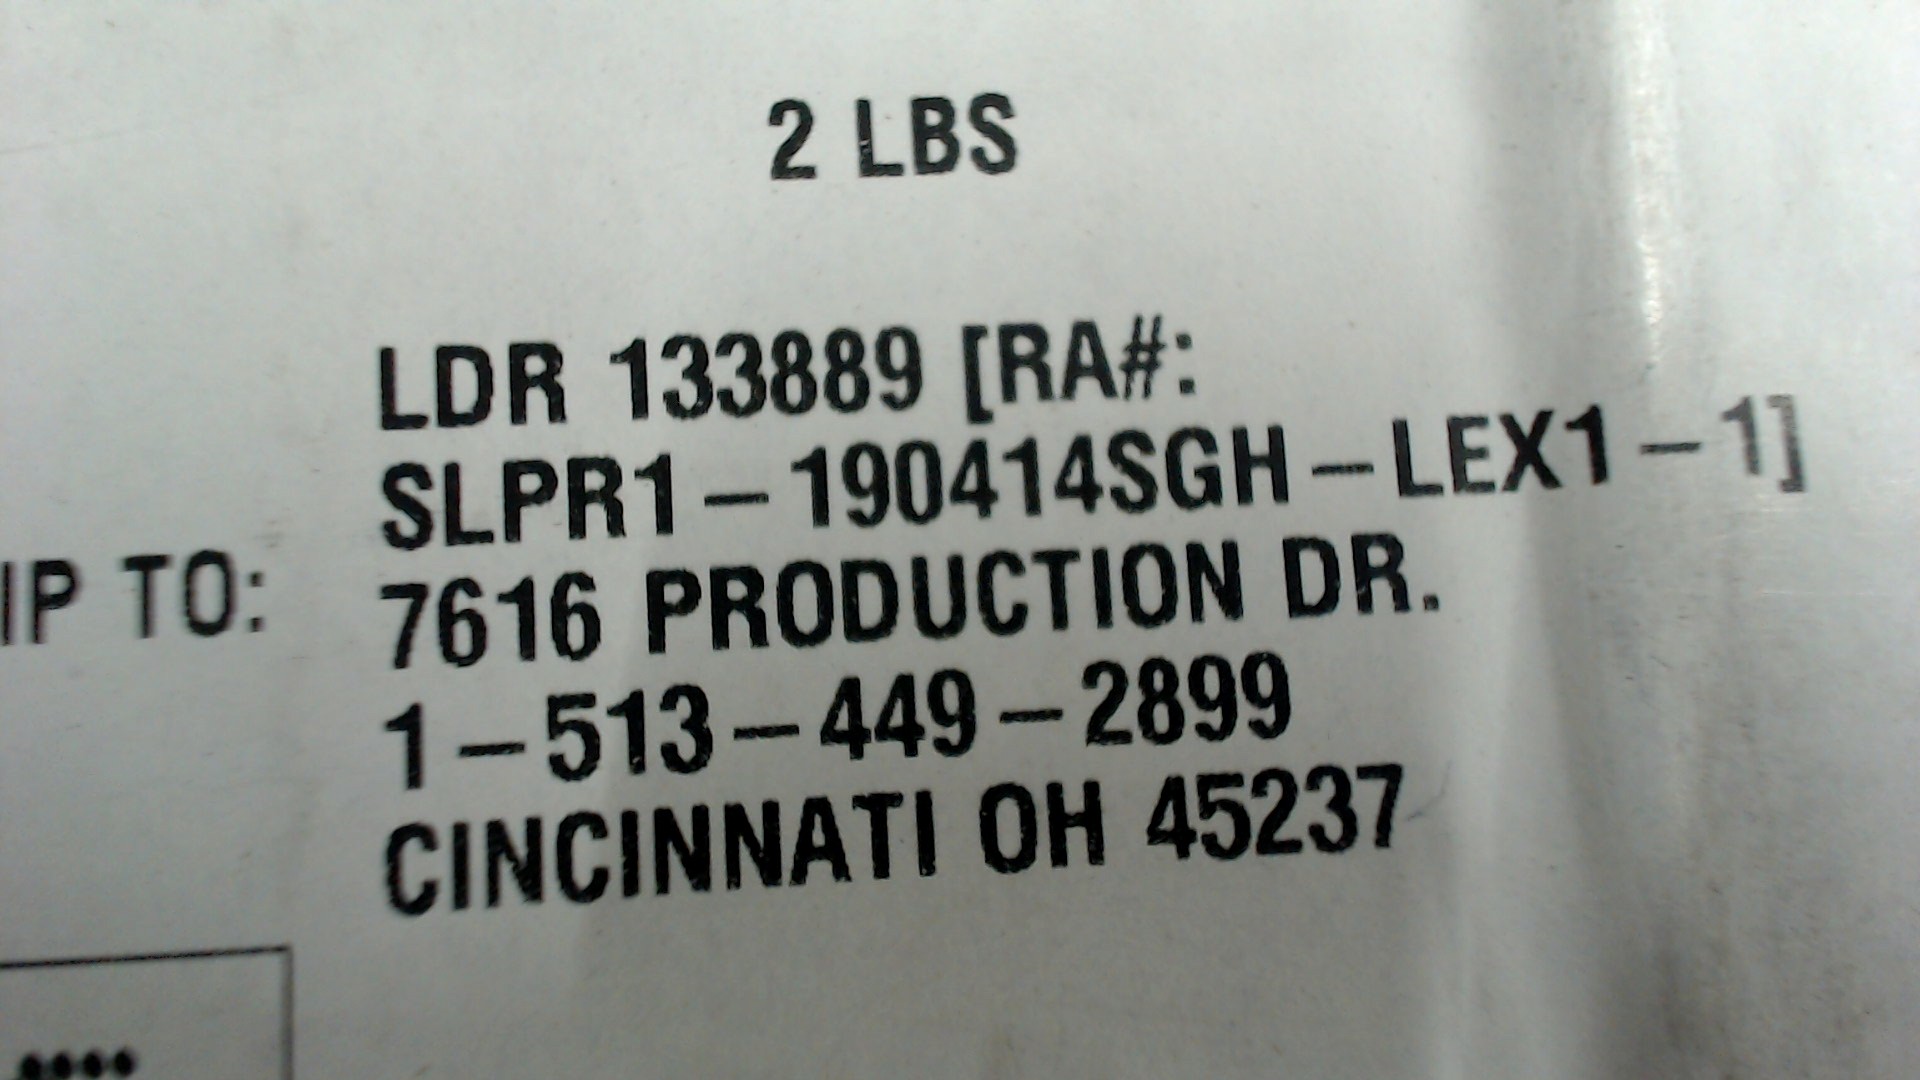 2 LBS
LDR 133889 [RA#:
SLPR1-190414SGH-LEX1-1]
IP TO:
7616 PRODUCTION DR.
1-513-449-2899
CINCINNATI OH 45237